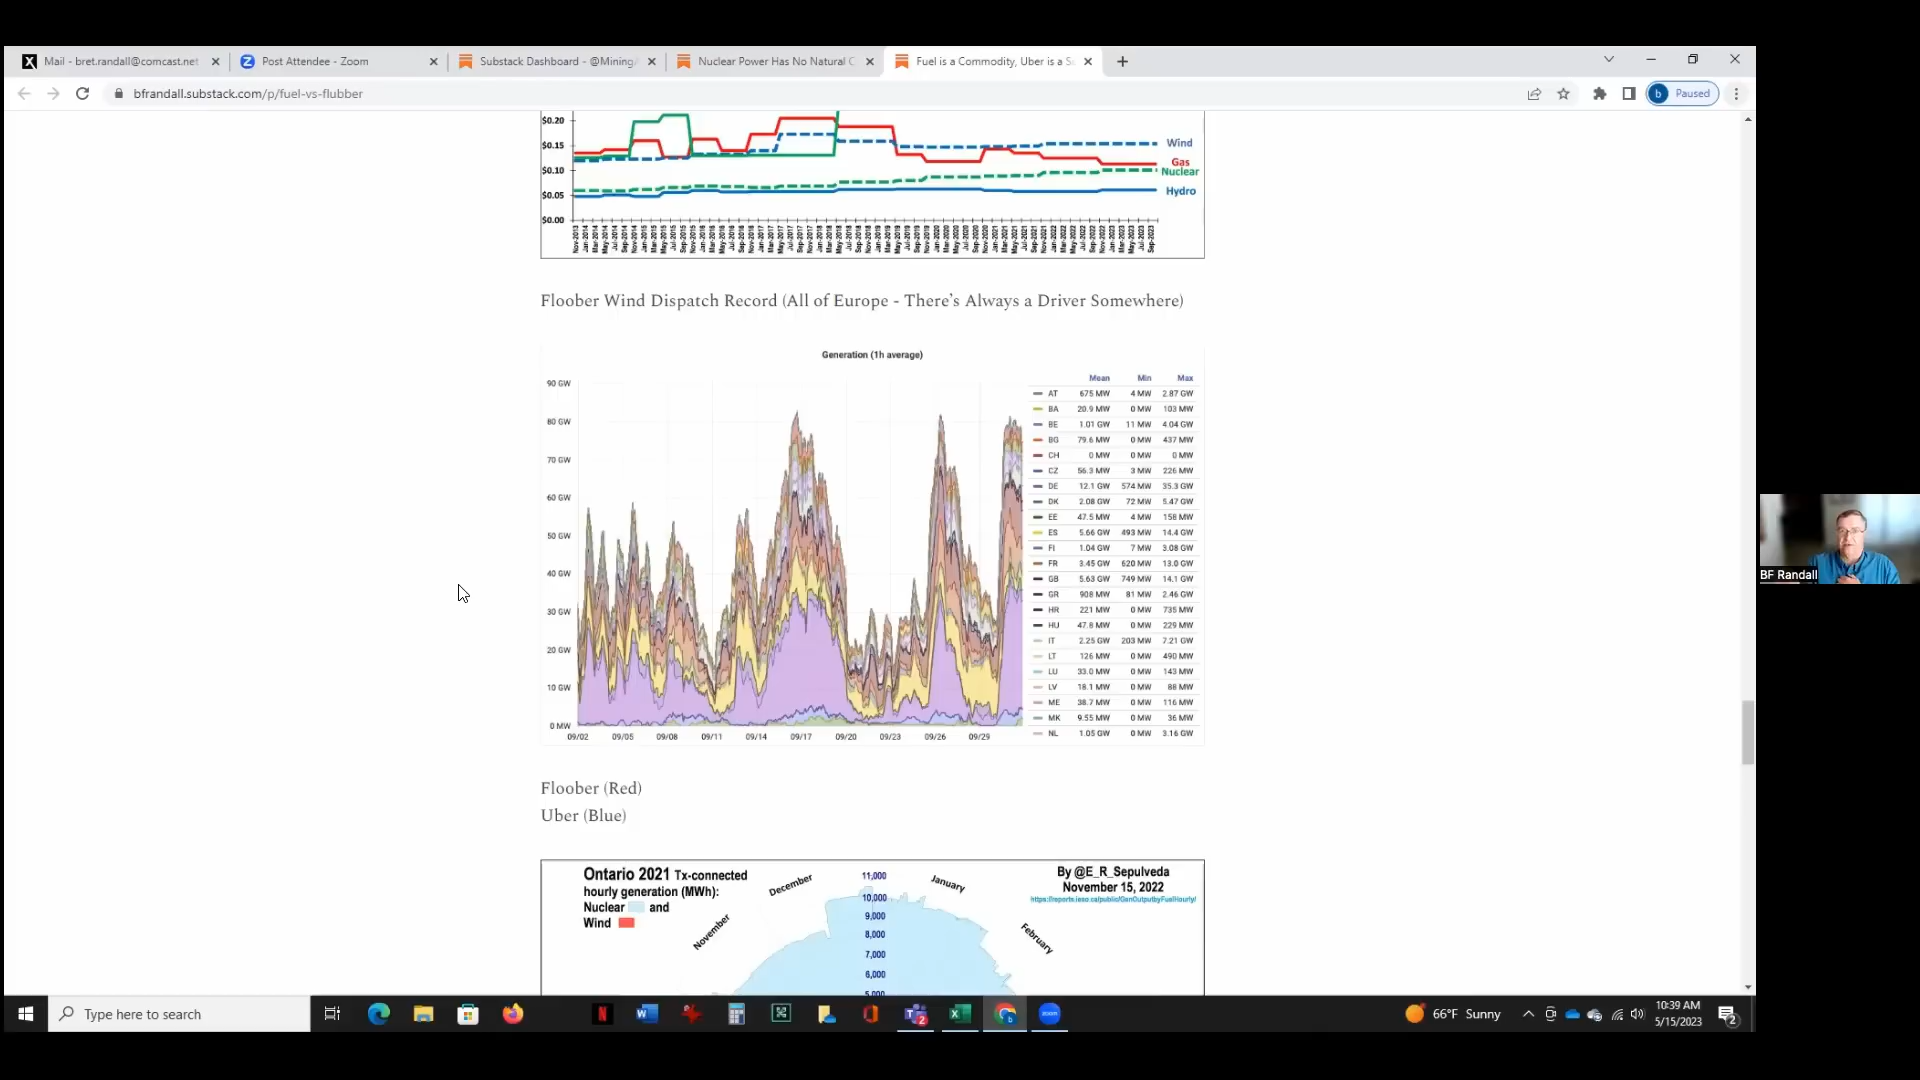 Mail - bret.randall@comcast.net
Post Attendee - Zoom
Substack Dashboard - @Mining
Nuclear Power Has No Natural C
Fuel is a Commodity, Uber is a S
bfrandall.substack.com/p/fuel-vs-flubber
b Paused
$0.20
$0.15
$0.10
$0.05
$0.00
Wind
Gas
Nuclear
Hydro
Floober Wind Dispatch Record (All of Europe - There's Always a Driver Somewhere)
Generation (1h average)
90 GW
80 GW
70 GW
60 GW
50 GW
40 GW
30 GW
20 GW
10 GW
0 MW
09/02 09/05 09/08 09/11 09/14 09/17 09/20 09/23 09/26 09/29
Mean Min Max
AT 675 MW 4 MW 2.87 GW
BA 20.9 MW 0 MW 103 MW
BE 1.01 GW 11 MW 4.04 GW
BG 79.6 MW 0 MW 437 MW
CH 0 MW 0 MW 0 MW
CZ 56.3 MW 3 MW 226 MW
DE 12.1 GW 574 MW 35.3 GW
DK 2.08 GW 72 MW 5.47 GW
EE 47.5 MW 4 MW 158 MW
ES 5.66 GW 493 MW 14.4 GW
FI 1.04 GW 7 MW 3.08 GW
FR 3.45 GW 620 MW 13.0 GW
GB 5.63 GW 749 MW 14.1 GW
GR 908 MW 81 MW 2.46 GW
HR 221 MW 0 MW 735 MW
HU 47.8 MW 0 MW 229 MW
IT 2.25 GW 203 MW 7.21 GW
LT 126 MW 0 MW 490 MW
LU 33.0 MW 0 MW 143 MW
LV 18.1 MW 0 MW 88 MW
ME 38.7 MW 0 MW 116 MW
MK 9.55 MW 0 MW 36 MW
NL 1.05 GW 0 MW 3.16 GW
BF Randall
Floober (Red)
Uber (Blue)
Ontario 2021 Tx-connected
hourly generation (MWh):
Nuclear and
Wind
November
December
January
February
11,000
10,000
9,000
8,000
7,000
6,000
5,000
By @E_R_Sepulveda
November 15, 2022
https://reports.ieso.ca/public/GenOutputbyFuelHourly/
Type here to search
66°F Sunny
10:39 AM
5/15/2023